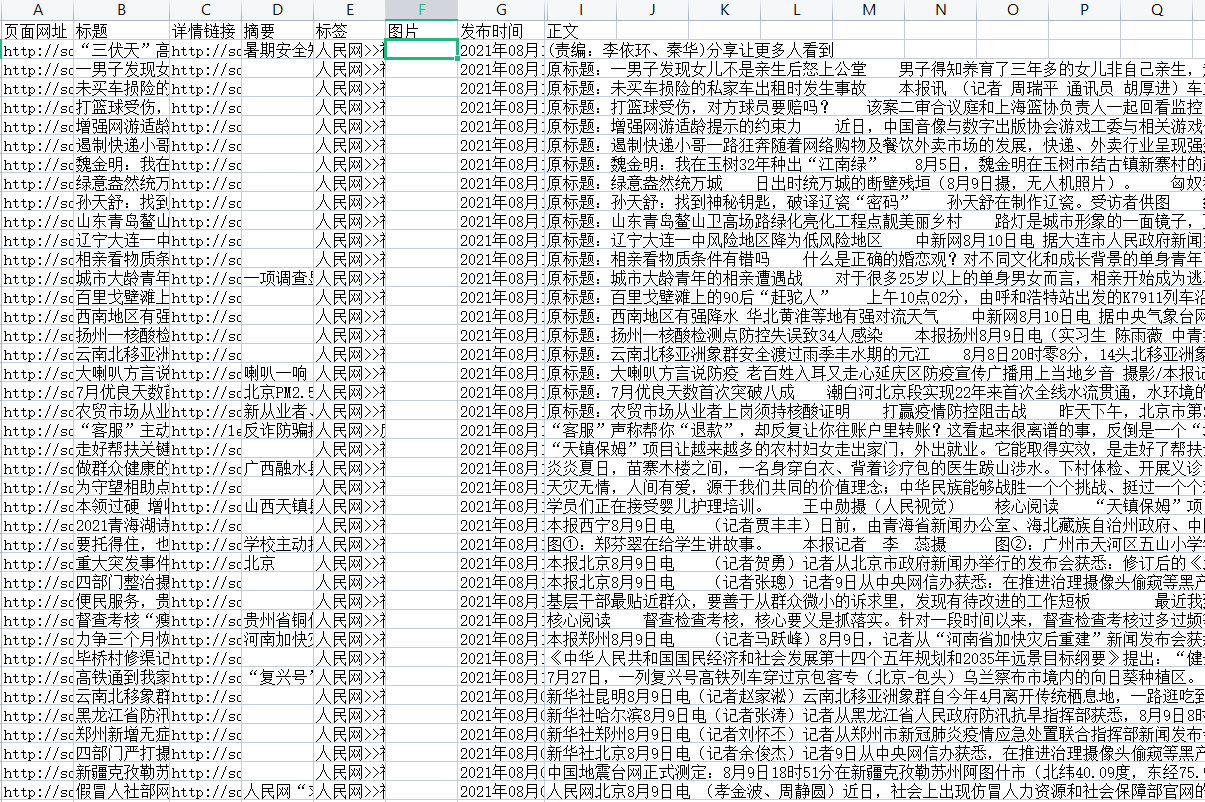 A B C D E F G I J K L M N O P Q
页面网址 标题 详情链接 摘要 标签 图片 发布时间 正文
http://sc “三伏天”高 http://sc 暑期安全知 人民网>>社 2021年08月1 (责编：李依环、秦华)分享让更多人看到
http://sc 一男子发现女 http://sc 人民网>>社 2021年08月1 原标题：一男子发现女儿不是亲生后怒上公堂 男子得知养育了三年多的女儿非自己亲生，
http://sc 未买车损险的 http://sc 人民网>>社 2021年08月1 原标题：未买车损险的私家车出租时发生事故 本报讯 （记者 周瑞平 通讯员 胡厚进）车
http://sc 打篮球受伤， http://sc 人民网>>社 2021年08月1 原标题：打篮球受伤，对方球员要赔吗？ 该案二审合议庭和上海篮协负责人一起回看监控
http://sc 增强网游适龄 http://sc 人民网>>社 2021年08月1 原标题：增强网游适龄提示的约束力 近日，中国音像与数字出版协会游戏工委与相关游戏
http://sc 遏制快递小哥 http://sc 人民网>>社 2021年08月1 原标题：遏制快递小哥一路狂奔随着网络购物及餐饮外卖市场的发展，快递、外卖行业呈现强
http://sc 魏金明：我在 http://sc 人民网>>社 2021年08月1 原标题：魏金明：我在玉树32年种出“江南绿” 8月5日，魏金明在玉树市结古镇新寨村的
http://sc 绿意盎然统万 http://sc 人民网>>社 2021年08月1 原标题：绿意盎然统万城 日出时统万城的断壁残垣（8月9日摄，无人机照片）。 匈奴
http://sc 孙天舒：找到 http://sc 人民网>>社 2021年08月1 原标题：孙天舒：找到神秘钥匙，破译辽瓷“密码” 孙天舒在制作辽瓷。受访者供图
http://sc 山东青岛鳌山 http://sc 人民网>>社 2021年08月1 原标题：山东青岛鳌山卫高场路绿化亮化工程点靓美丽乡村 路灯是城市形象的一面镜子，
http://sc 辽宁大连一中 http://sc 人民网>>社 2021年08月1 原标题：辽宁大连一中风险地区降为低风险地区 中新网8月10日电 据大连市人民政府新闻
http://sc 相亲看物质条 http://sc 人民网>>社 2021年08月1 原标题：相亲看物质条件有错吗 什么是正确的婚恋观？对不同文化和成长背景的单身青年
http://sc 城市大龄青年 http://sc 一项调查显 人民网>>社 2021年08月1 原标题：城市大龄青年的相亲遭遇战 对于很多25岁以上的单身男女而言，相亲开始成为逃
http://sc 百里戈壁滩上 http://sc 人民网>>社 2021年08月1 原标题：百里戈壁滩上的90后“赶驼人” 上午10点02分，由呼和浩特站出发的K7911列车沿
http://sc 西南地区有强 http://sc 人民网>>社 2021年08月1 原标题：西南地区有强降水 华北黄淮等地有强对流天气 中新网8月10日电 据中央气象台网
http://sc 扬州一核酸检 http://sc 人民网>>社 2021年08月1 原标题：扬州一核酸检测点防控失误致34人感染 本报扬州8月9日电（实习生 陈雨薇 中青
http://sc 云南北移亚洲 http://sc 人民网>>社 2021年08月1 原标题：云南北移亚洲象群安全渡过雨季丰水期的元江 8月8日20时零8分，14头北移亚洲象
http://sc 大喇叭方言说 http://sc 喇叭一响 人民网>>社 2021年08月1 原标题：大喇叭方言说防疫 老百姓入耳又走心延庆区防疫宣传广播用上当地乡音 摄影/本报记
http://sc 7月优良天数首 http://sc 北京PM2.5 人民网>>社 2021年08月1 原标题：7月优良天数首次突破八成 潮白河北京段实现22年来首次全线水流贯通，水环境的
http://sc 农贸市场从业 http://sc 新从业者、 人民网>>社 2021年08月1 原标题：农贸市场从业者上岗须持核酸证明 打赢疫情防控阻击战 昨天下午，北京市第
http://sc “客服”主动 http://le 反诈防骗指 人民网>> 2021年08月1 “客服”声称帮你“退款”，却反复让你往账户里转账？这看起来很离谱的事，反倒是一个“
http://sc 走好帮扶关键 http://sc 人民网>>社 2021年08月1 “天镇保姆”项目让越来越多的农村妇女走出家门，外出就业。它能取得实效，是走好了帮扶
http://sc 做群众健康的 http://sc 广西融水县 人民网>>社 2021年08月1 炎炎夏日，苗寨木楼之间，一名身穿白衣、背着诊疗包的医生跋山涉水。下村体检、开展义诊
http://sc 为守望相助点 http://sc 人民网>>社 2021年08月1 天灾无情，人间有爱，源于我们共同的价值理念；中华民族能够战胜一个个挑战、挺过一个个
http://sc 本领过硬 增 http://sc 山西天镇县 人民网>>社 2021年08月1 学员们正在接受婴儿护理培训。 王中勋摄（人民视觉） 核心阅读 “天镇保姆”项
http://sc 2021青海湖诗 http://sc 人民网>>社 2021年08月1 本报西宁8月9日电 （记者贾丰丰）日前，由青海省新闻办公室、海北藏族自治州政府、中
http://sc 要托得住，也 http://sc 学校主动 人民网>>社 2021年08月1 图①：郑芬翠在给学生讲故事。 本报记者 李 蕊摄 图②：广州市天河区五山小学
http://sc 重大突发事件 http://sc 北京 人民网>>社 2021年08月1 本报北京8月9日电 （记者贺勇）记者从北京市政府新闻办举行的发布会获悉：修订后的《
http://sc 四部门整治摄 http://sc 人民网>>社 2021年08月1 本报北京8月9日电 （记者张璁）记者9日从中央网信办获悉：在推进治理摄像头偷窥等黑产
http://sc 便民服务，贵 http://sc 人民网>>社 2021年08月1 基层干部最贴近群众，要善于从群众微小的诉求里，发现有待改进的工作短板 最近我
http://sc 督查考核“瘦 http://sc 贵州省铜仁 人民网>>社 2021年08月1 核心阅读 督查检查考核，核心要义是抓落实。针对一段时间以来，督查检查考核过多过频
http://sc 力争三个月恢 http://sc 河南加快灾 人民网>>社 2021年08月1 本报郑州8月9日电 （记者马跃峰）8月9日，记者从“河南省加快灾后重建”新闻发布会获
http://sc 毕桥村修渠记 http://sc 人民网>>社 2021年08月1 《中华人民共和国国民经济和社会发展第十四个五年规划和2035年远景目标纲要》提出：“健
http://sc 高铁通到我家 http://sc “复兴号” 人民网>>社 2021年08月1 7月27日，一列复兴号高铁列车穿过京包客专（北京-包头）乌兰察布市境内的向日葵种植区。
http://sc 云南北移象群 http://sc 人民网>>社 2021年08月0 新华社昆明8月9日电（记者赵家淞）云南北移亚洲象群自今年4月离开传统栖息地，一路逛吃到
http://sc 黑龙江省防汛 http://sc 人民网>>社 2021年08月0 新华社哈尔滨8月9日电（记者张涛）记者从黑龙江省人民政府防汛抗旱指挥部获悉，8月9日8时
http://sc 郑州新增无症 http://sc 人民网>>社 2021年08月0 新华社郑州8月9日电（记者刘怀丕）记者从郑州市新冠肺炎疫情应急处置联合指挥部新闻发布
http://sc 四部门严打摄 http://sc 人民网>>社 2021年08月0 新华社北京8月9日电（记者余俊杰）记者9日从中央网信办获悉，在推进治理摄像头偷窥等黑产
http://sc 新疆克孜勒苏 http://sc 人民网>>社 2021年08月0 中国地震台网正式测定：8月9日18时51分在新疆克孜勒苏州阿图什市（北纬40.09度，东经75.
http://sc 假冒人社部网 http://sc 人民网“ 人民网>>社 2021年08月0 人民网北京8月9日电 （孝金波、周静圆）近日，社会上出现仿冒人力资源和社会保障部官网的